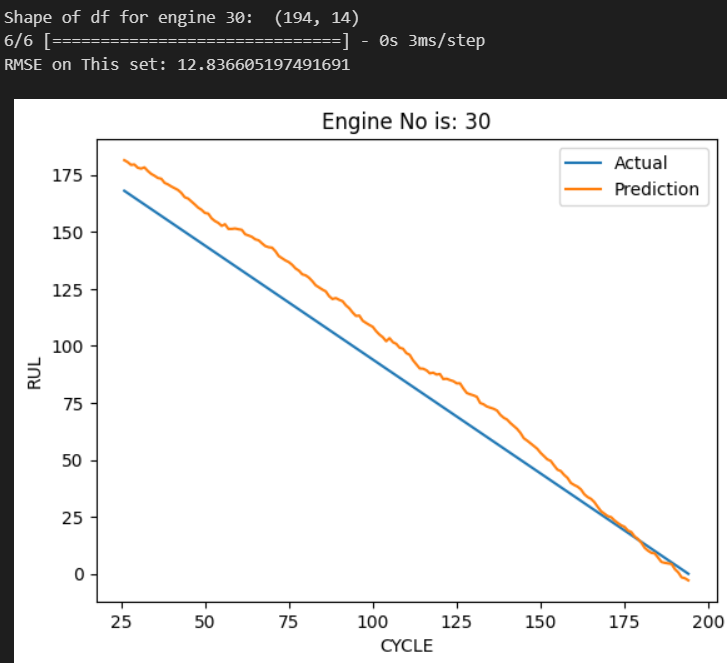 Shape of df for engine 30:  (194, 14)
6/6 [==============================] - 0s 3ms/step
RMSE on This set: 12.836605197491691
Engine No is: 30
Actual
Prediction
175
150
125
100
75
50
25
0
RUL
25 50 75 100 125 150 175 200
CYCLE